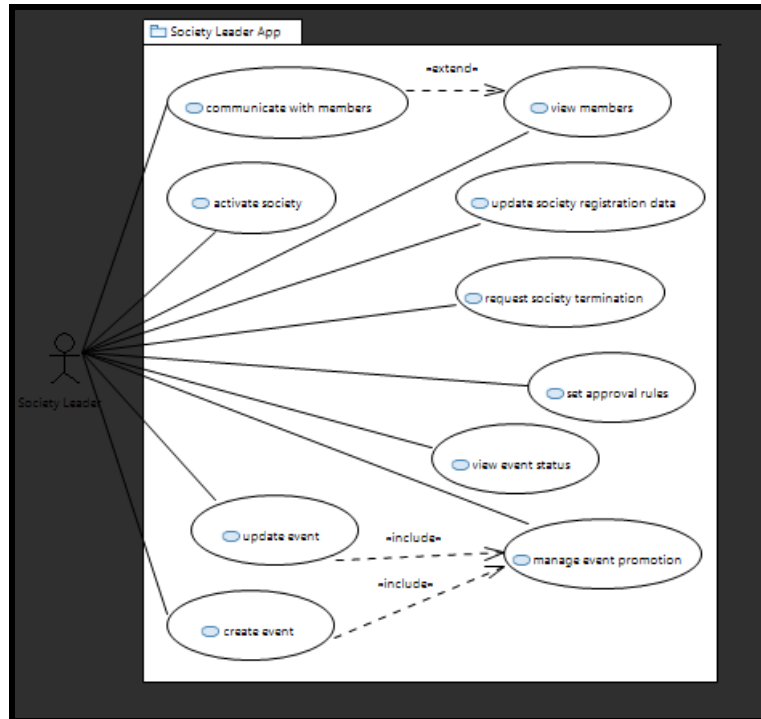 Society Leader App
«extend»
communicate with members
view members
activate society
update society registration data
request society termination
Society Leader
set approval rules
view event status
update event
«include»
manage event promotion
«include»
create event